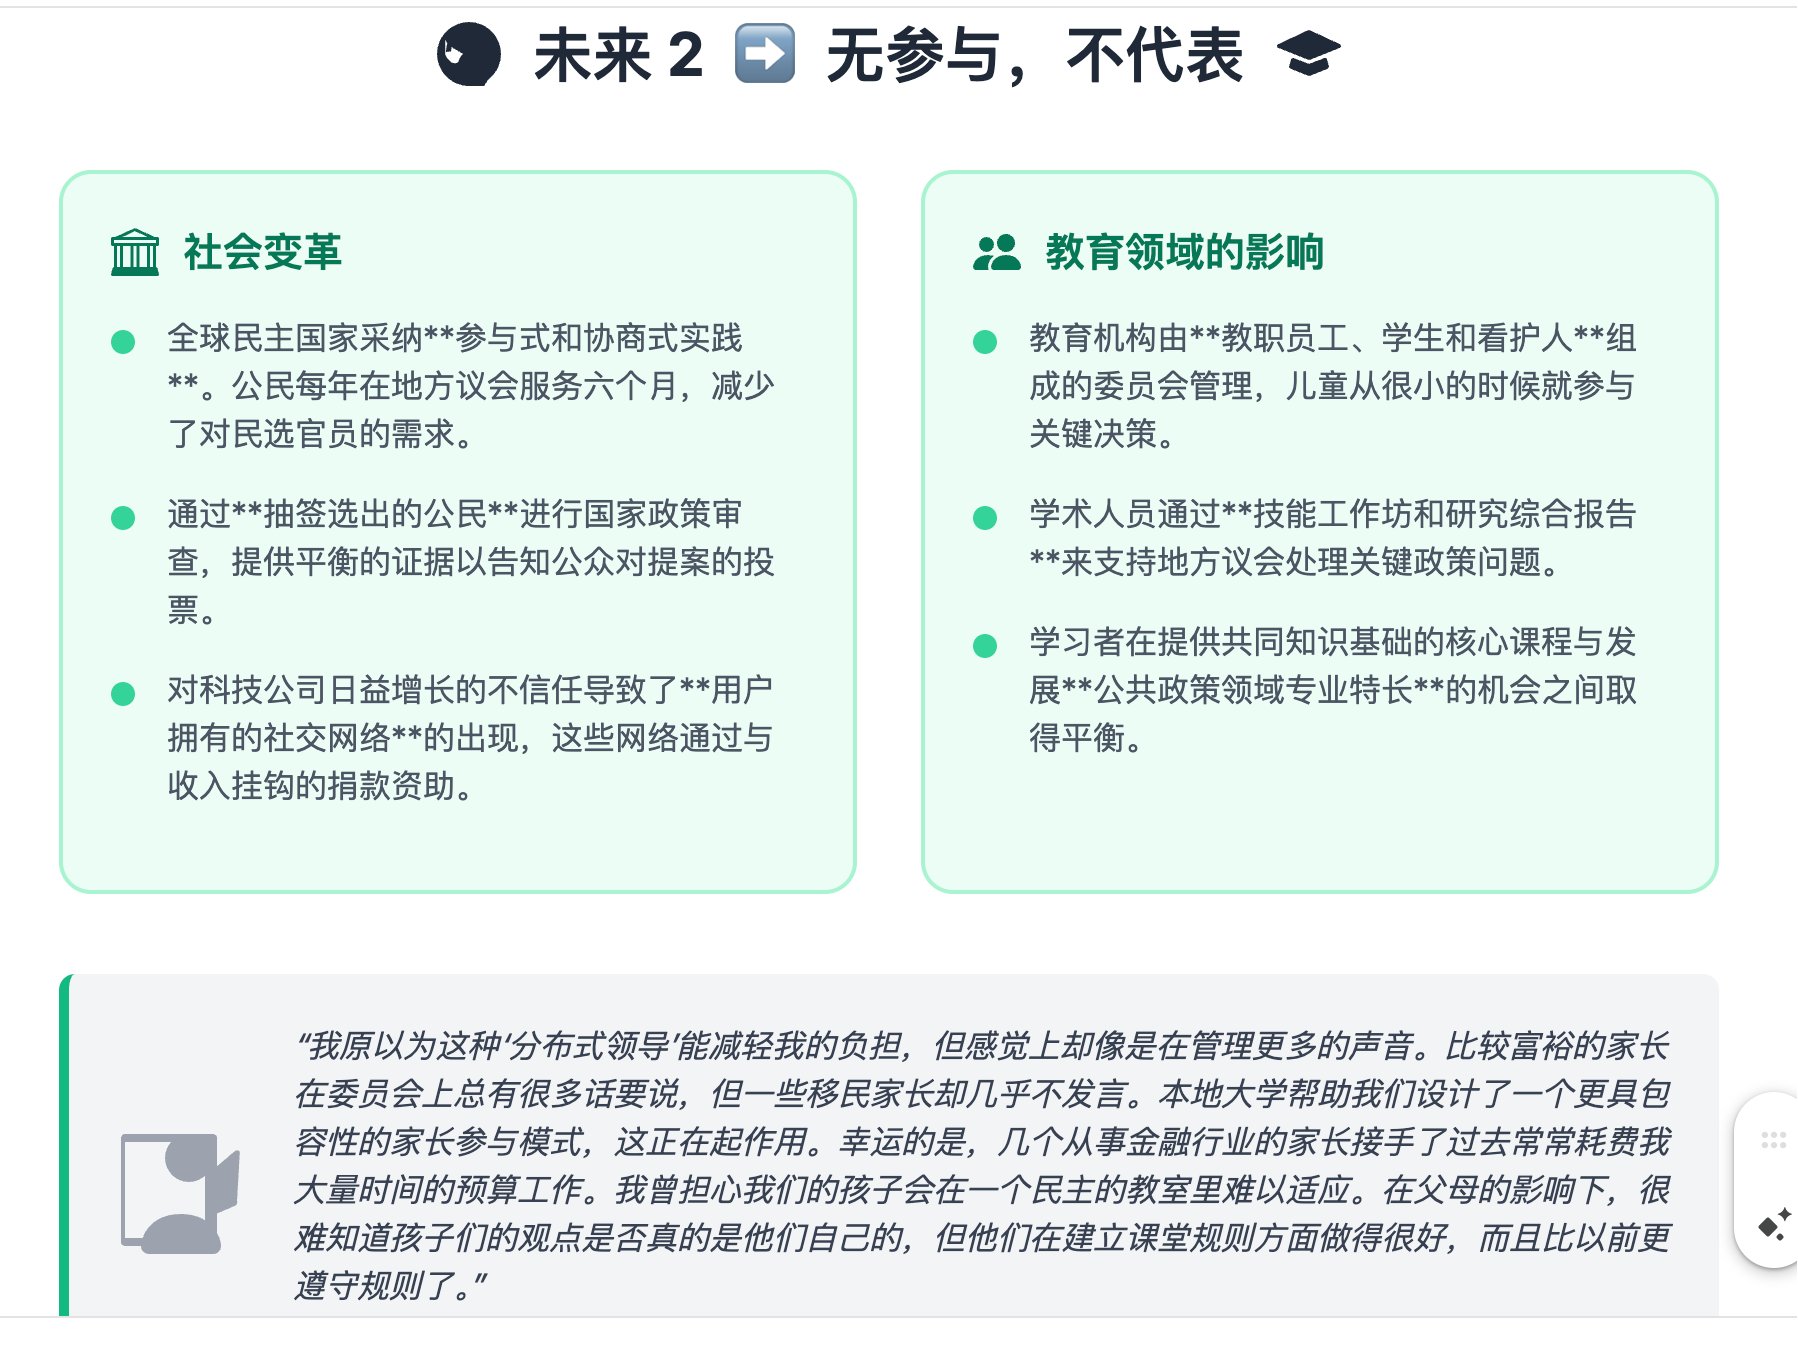 未来 2 ➡️ 无参与，不代表
社会变革
全球民主国家采纳**参与式和协商式实践
**。公民每年在地方议会服务六个月，减少
了对民选官员的需求。
通过**抽签选出的公民**进行国家政策审
查，提供平衡的证据以告知公众对提案的投
票。
对科技公司日益增长的不信任导致了**用户
拥有的社交网络**的出现，这些网络通过与
收入挂钩的捐款资助。
教育领域的影响
教育机构由**教职员工、学生和看护人**组
成的委员会管理，儿童从很小的时候就参与
关键决策。
学术人员通过**技能工作坊和研究综合报告
**来支持地方议会处理关键政策问题。
学习者在提供共同知识基础的核心课程与发
展**公共政策领域专业特长**的机会之间取
得平衡。
“我原以为这种‘分布式领导’能减轻我的负担，但感觉上却像是在管理更多的声音。比较富裕的家长
在委员会上总有很多话要说，但一些移民家长却几乎不发言。本地大学帮助我们设计了一个更具包
容性的家长参与模式，这正在起作用。幸运的是，几个从事金融行业的家长接手了过去常常耗费我
大量时间的预算工作。我曾担心我们的孩子会在一个民主的教室里难以适应。在父母的影响下，很
难知道孩子们的观点是否真的是他们自己的，但他们在建立课堂规则方面做得很好，而且比以前更
遵守规则了。”